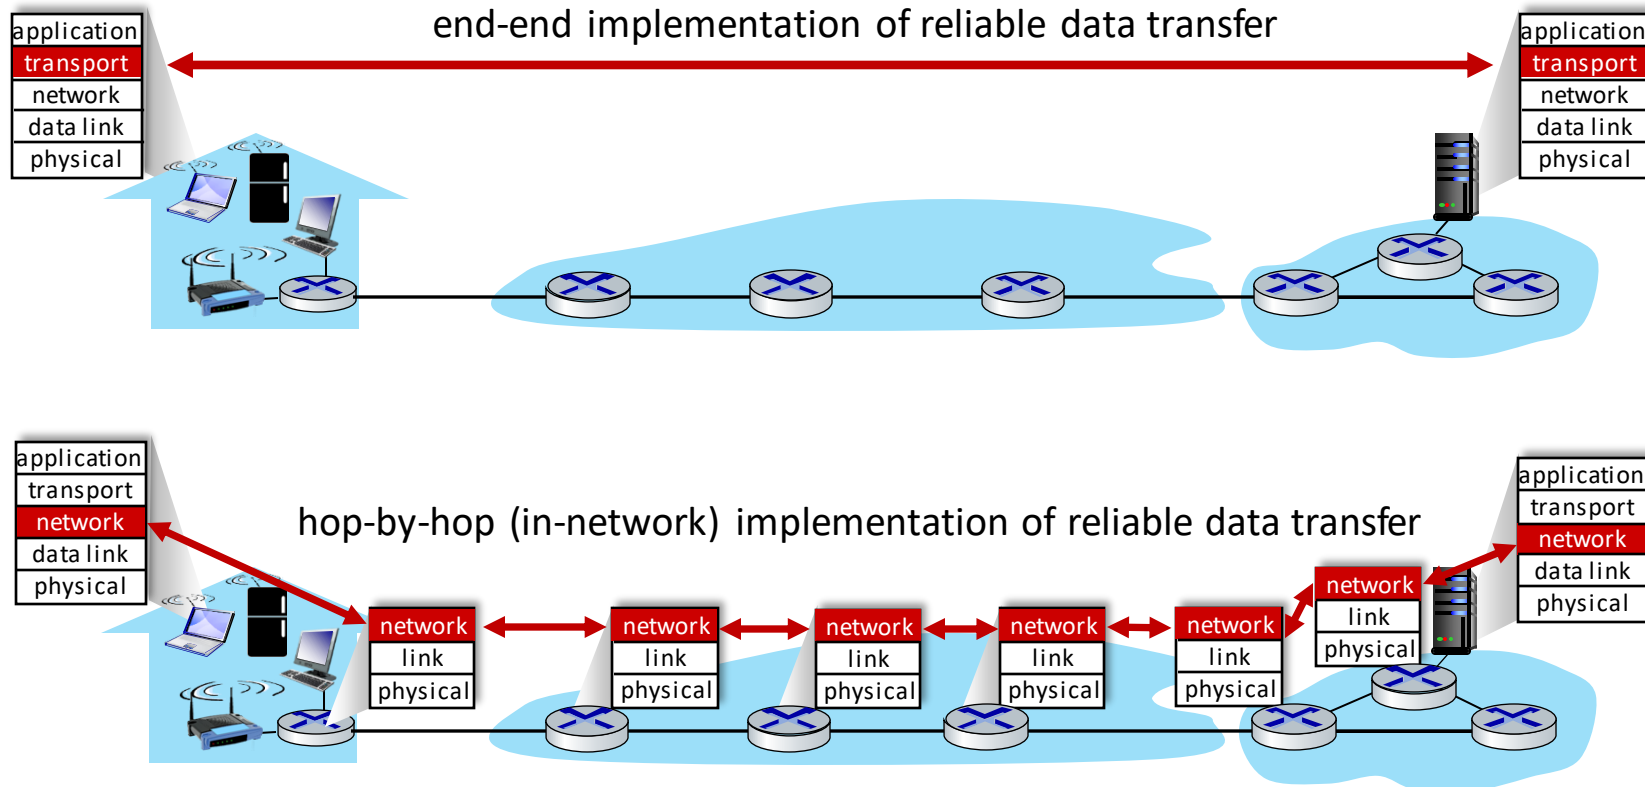 end-end implementation of reliable data transfer
application
transport
network
data link
physical
application
transport
network
data link
physical
hop-by-hop (in-network) implementation of reliable data transfer
application
transport
network
data link
physical
network
link
physical
network
link
physical
network
link
physical
network
link
physical
network
link
physical
network
link
physical
application
transport
network
data link
physical